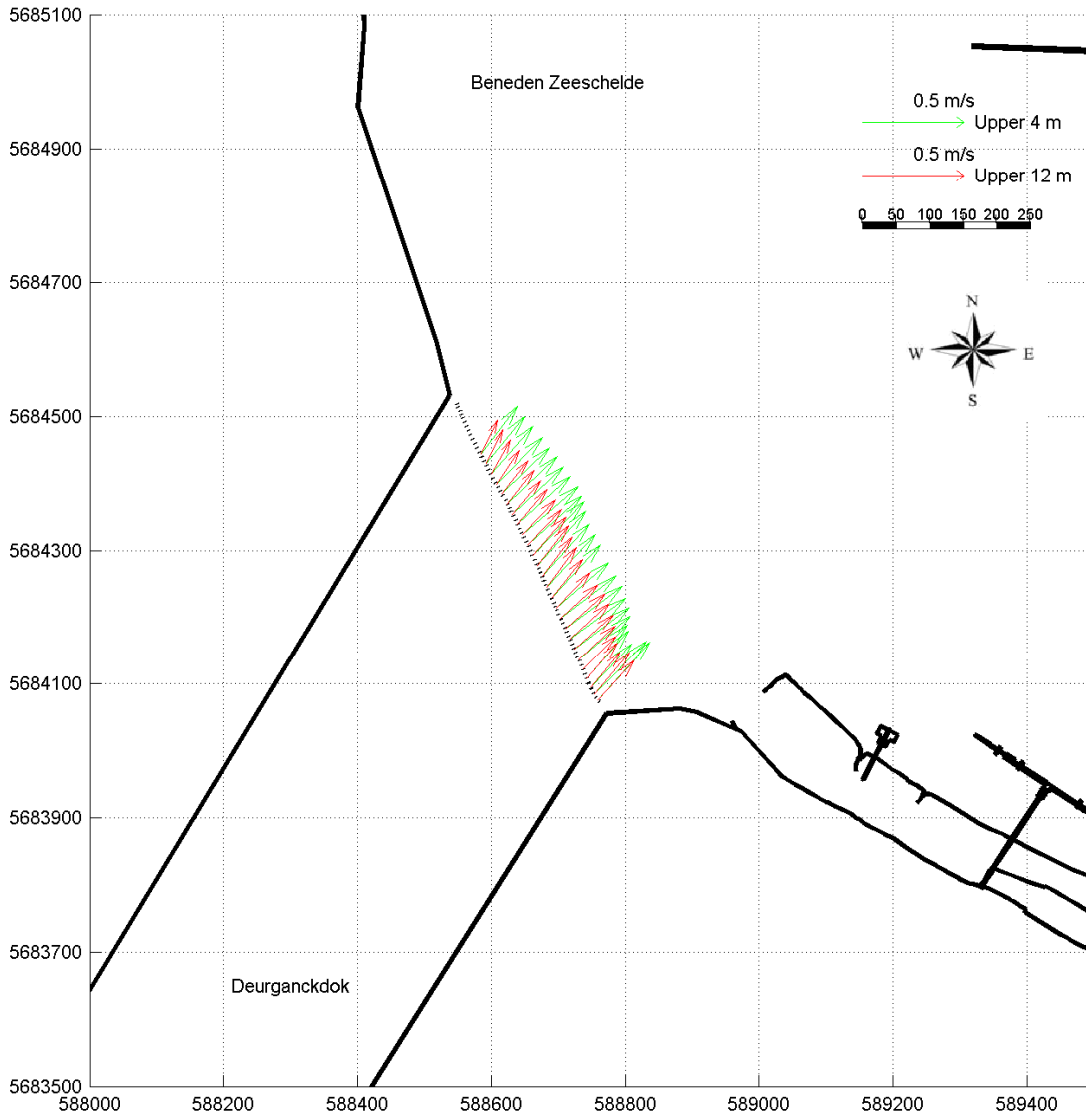 5685100
Beneden Zeeschelde
0.5 m/s
Upper 4 m
5684900
0.5 m/s
Upper 12 m
0 50 100 150 200 250
5684700
N
W E
S
5684500
5684300
5684100
5683900
5683700
Deurganckdok
5683500
588000 588200 588400 588600 588800 589000 589200 589400